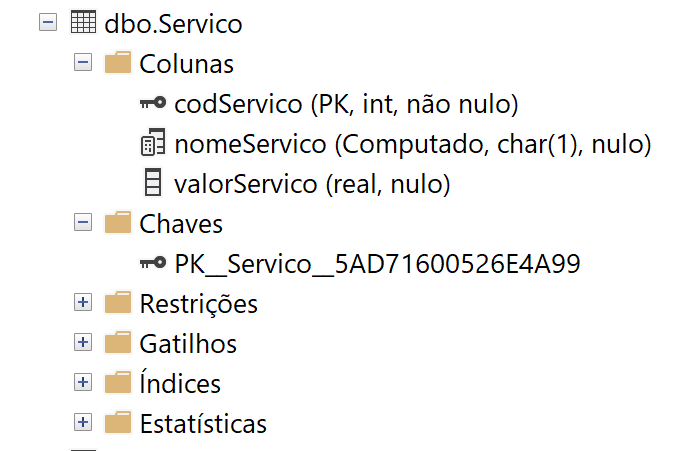 dbo.Servico
Colunas
codServico (PK, int, não nulo)
nomeServico (Computado, char(1), nulo)
valorServico (real, nulo)
Chaves
PK__Servico__5AD71600526E4A99
Restrições
Gatilhos
Índices
Estatísticas